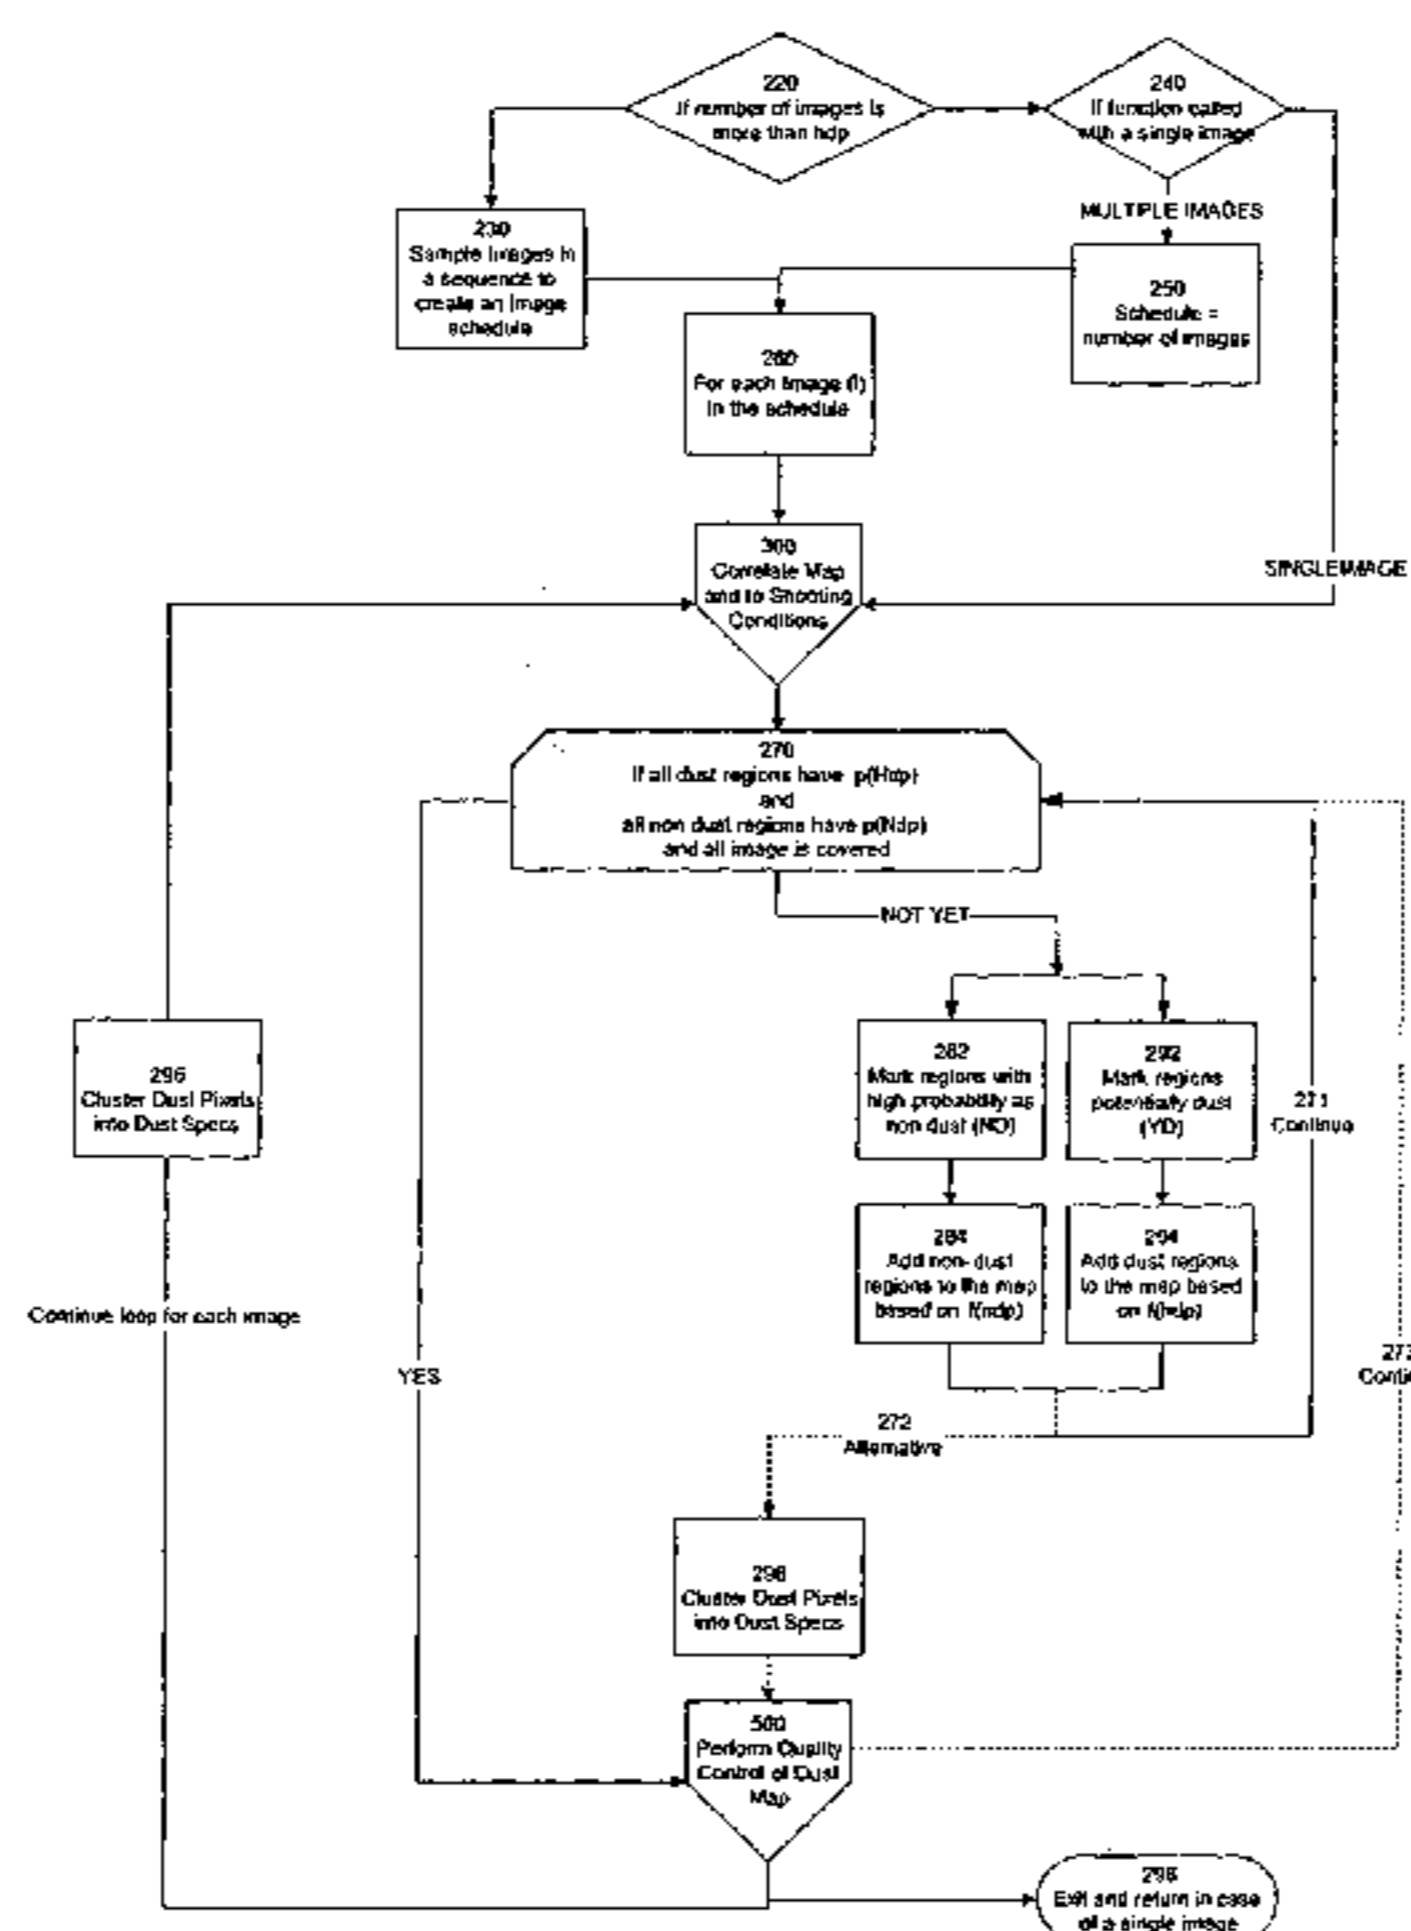 220
If number of images is
more than hdp
240
If function called
with a single image
MULTIPLE IMAGES
230
Sample images in
a sequence to
create an image
schedule
250
Schedule =
number of images
260
For each image (I)
in the schedule
300
Correlate Map
and to Shooting
Conditions
SINGLE IMAGE
270
If all dust regions have p(Hdp)
and
all non dust regions have p(Ndp)
and all image is covered
NOT YET
282
Mark regions with
high probability as
non dust (ND)
292
Mark regions
potentially dust
(YD)
271
Continue
296
Cluster Dust Pixels
into Dust Specs
284
Add non-dust
regions to the map
based on f(ndp)
294
Add dust regions
to the map based
on f(hdp)
Continue loop for each image
YES
272
Alternative
298
Cluster Dust Pixels
into Dust Specs
500
Perform Quality
Control of Dust
Map
298
Exit and return in case
of a single image